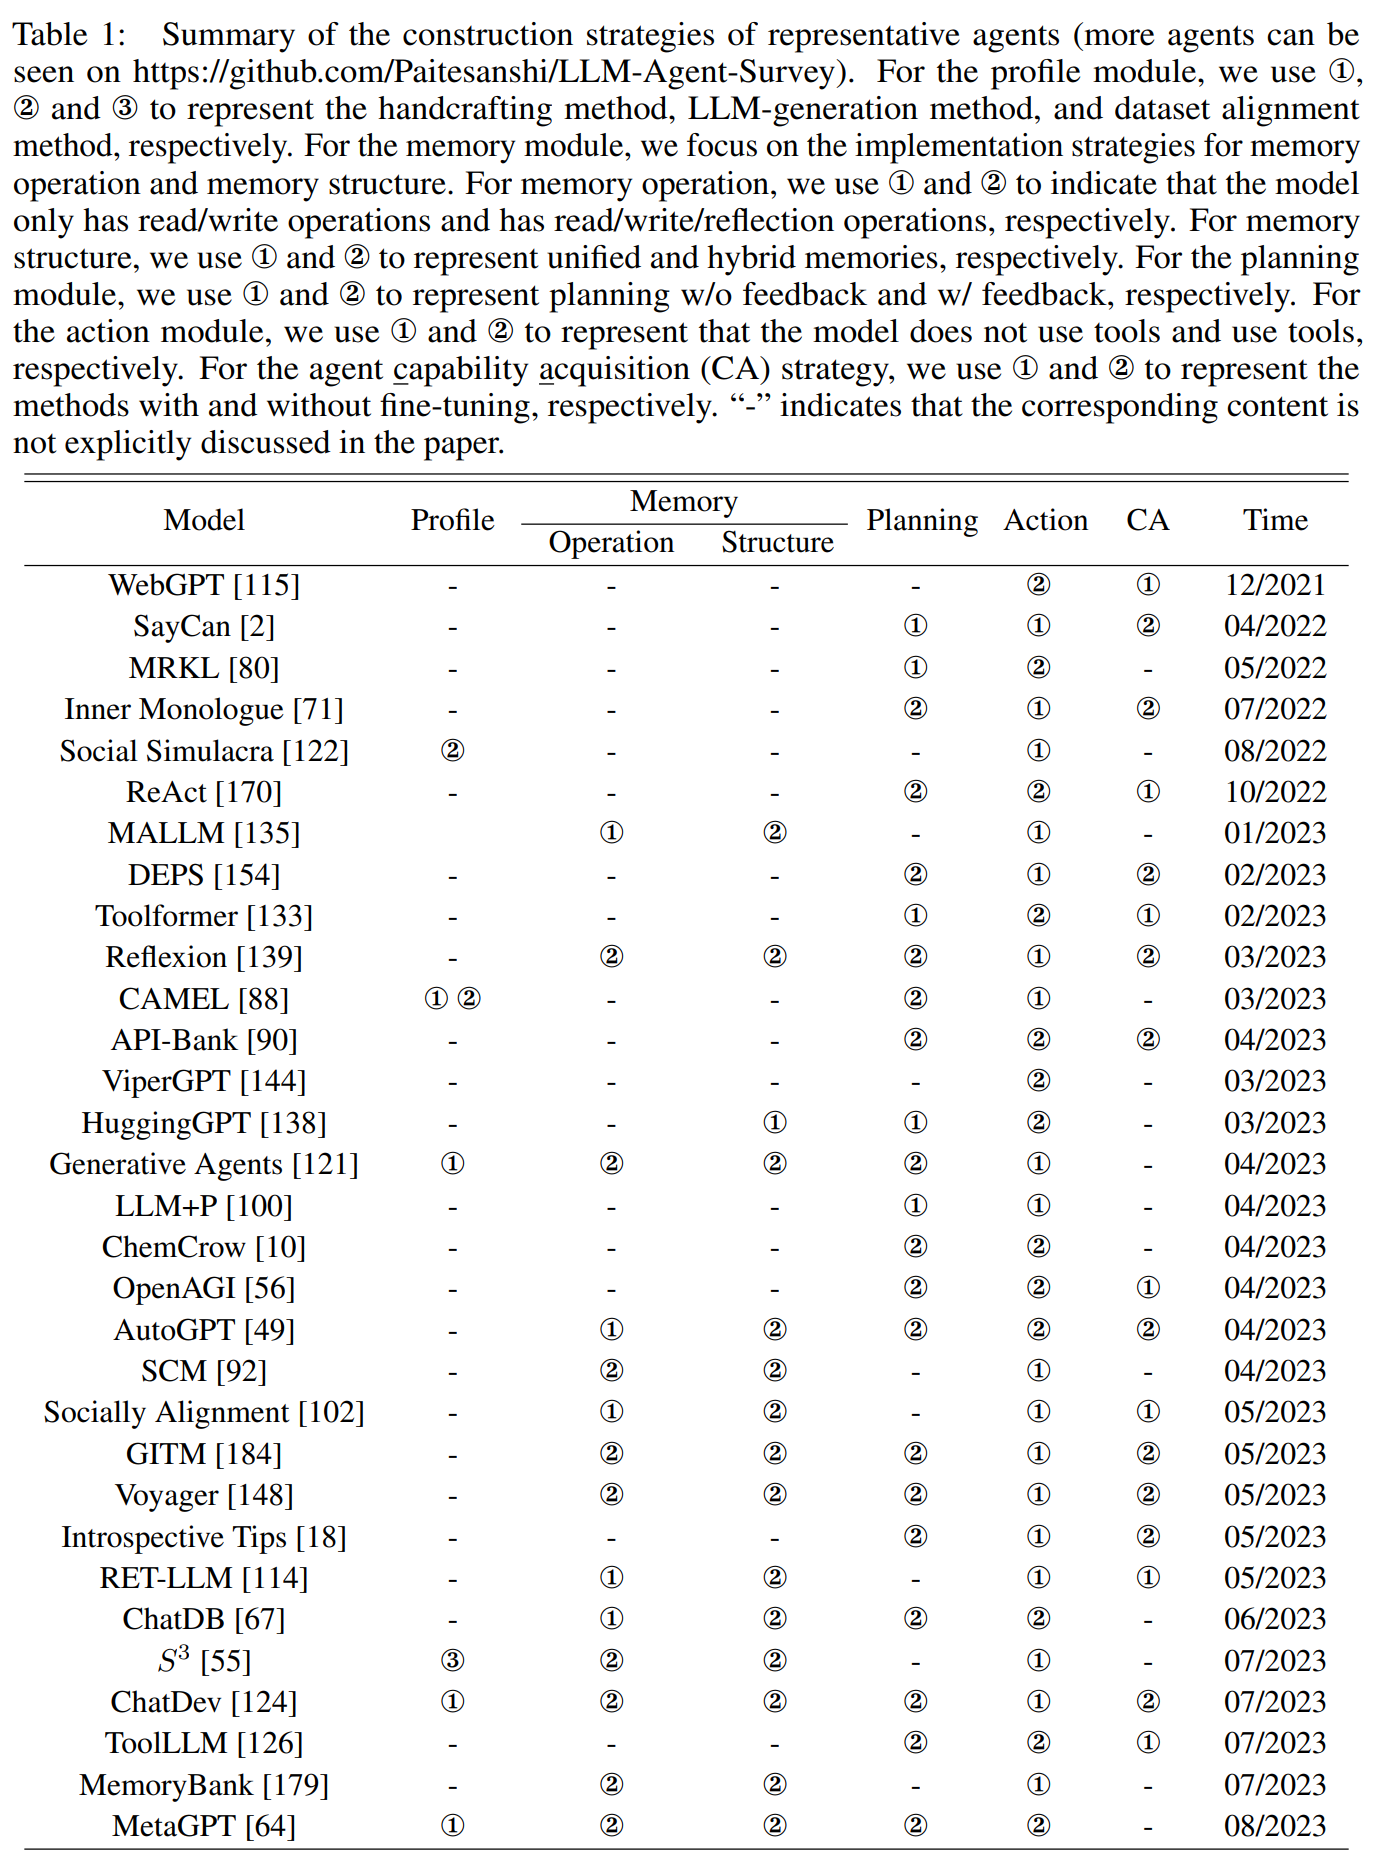 Table 1: Summary of the construction strategies of representative agents (more agents can be
seen on https://github.com/Paitesanshi/LLM-Agent-Survey). For the profile module, we use ①,
② and ③ to represent the handcrafting method, LLM-generation method, and dataset alignment
method, respectively. For the memory module, we focus on the implementation strategies for memory
operation and memory structure. For memory operation, we use ① and ② to indicate that the model
only has read/write operations and has read/write/reflection operations, respectively. For memory
structure, we use ① and ② to represent unified and hybrid memories, respectively. For the planning
module, we use ① and ② to represent planning w/o feedback and w/ feedback, respectively. For
the action module, we use ① and ② to represent that the model does not use tools and use tools,
respectively. For the agent capability acquisition (CA) strategy, we use ① and ② to represent the
methods with and without fine-tuning, respectively. “-” indicates that the corresponding content is
not explicitly discussed in the paper.
Model Profile Memory Planning Action CA Time
Operation Structure
WebGPT [115] - - - - ② ① 12/2021
SayCan [2] - - - ① ① ② 04/2022
MRKL [80] - - - ① ② - 05/2022
Inner Monologue [71] - - - ② ① ② 07/2022
Social Simulacra [122] ② - - - ① - 08/2022
ReAct [170] - - - ② ② ① 10/2022
MALLM [135] - ① ② - ① - 01/2023
DEPS [154] - - - ② ① ② 02/2023
Toolformer [133] - - - ① ② ① 02/2023
Reflexion [139] - ② ② ② ① ② 03/2023
CAMEL [88] ① ② - - ② ① - 03/2023
API-Bank [90] - - - ② ② ② 04/2023
ViperGPT [144] - - - - ② - 03/2023
HuggingGPT [138] - - ① ① ② - 03/2023
Generative Agents [121] ① ② ② ② ① - 04/2023
LLM+P [100] - - - ① ① - 04/2023
ChemCrow [10] - - - ② ② - 04/2023
OpenAGI [56] - - - ② ② ① 04/2023
AutoGPT [49] - ① ② ② ② ② 04/2023
SCM [92] - ② ② - ① - 04/2023
Socially Alignment [102] - ① ② - ① ① 05/2023
GITM [184] - ② ② ② ① ② 05/2023
Voyager [148] - ② ② ② ① ② 05/2023
Introspective Tips [18] - - - ② ① ② 05/2023
RET-LLM [114] - ① ② - ① ① 05/2023
ChatDB [67] - ① ② ② ② - 06/2023
S³ [55] ③ ② ② - ① - 07/2023
ChatDev [124] ① ② ② ② ① ② 07/2023
ToolLLM [126] - - - ② ② ① 07/2023
MemoryBank [179] - ② ② - ① - 07/2023
MetaGPT [64] ① ② ② ② ② - 08/2023